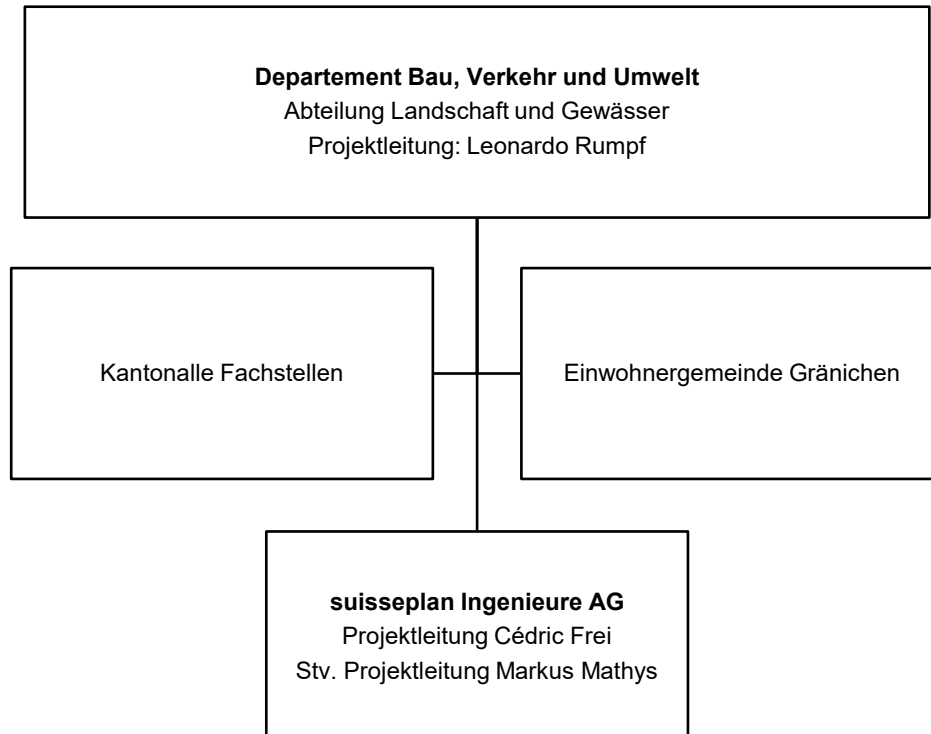 Departement Bau, Verkehr und Umwelt
Abteilung Landschaft und Gewässer
Projektleitung: Leonardo Rumpf
Kantonalle Fachstellen
Einwohnergemeinde Gränichen
suisseplan Ingenieure AG
Projektleitung Cédric Frei
Stv. Projektleitung Markus Mathys